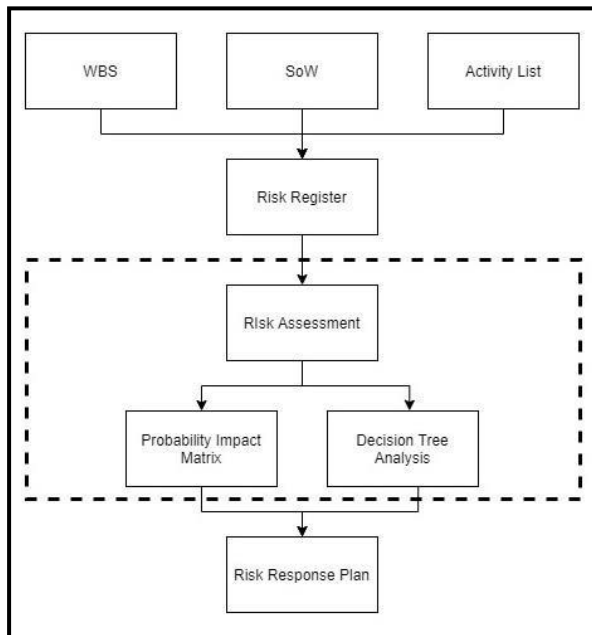 WBS
SoW
Activity List
Risk Register
RIsk Assessment
Probability Impact
Matrix
Decision Tree
Analysis
Risk Response Plan